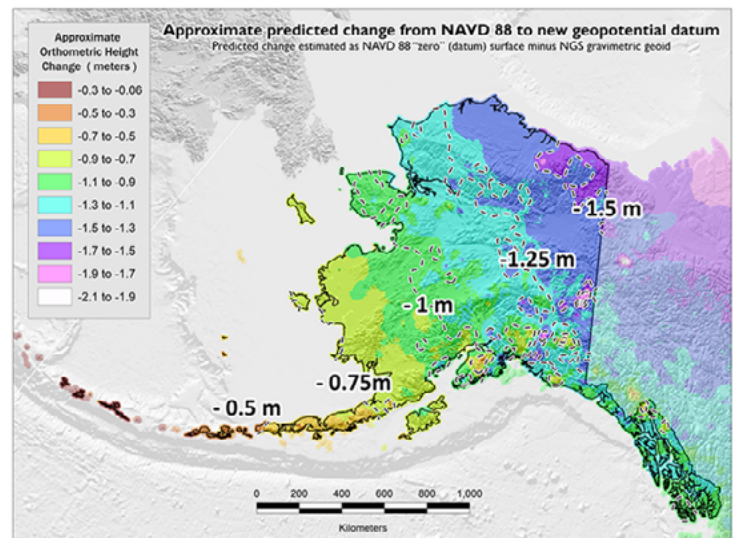 Approximate predicted change from NAVD 88 to new geopotential datum
Predicted change estimated as NAVD 88 "zero" (datum) surface minus NGS gravimetric geoid
Approximate
Orthometric Height
Change ( meters)
-0.3 to -0.06
-0.5 to -0.3
-0.7 to -0.5
-0.9 to -0.7
-1.1 to -0.9
-1.3 to -1.1
-1.5 to -1.3
-1.7 to -1.5
-1.9 to -1.7
-2.1 to -1.9
- 1.5 m
-1.25 m
- 1 m
- 0.75m
- 0.5 m
0 200 400 600 800 1,000
Kilometers